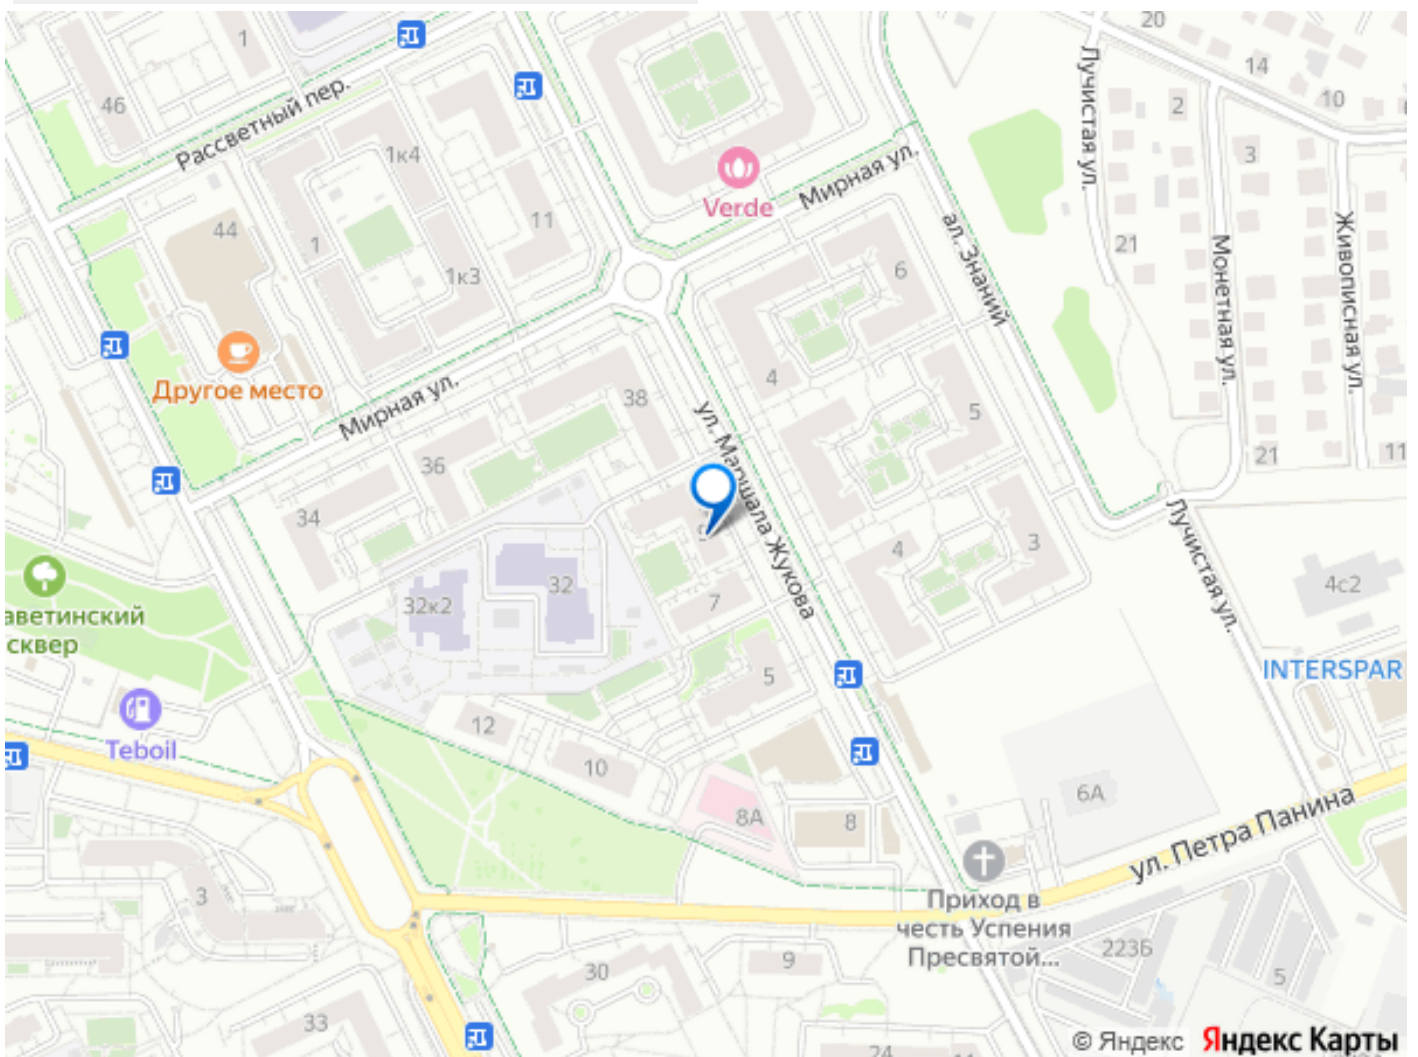 20
1
14
2
10
46
Рассветный пер.
Лучистая ул.
1к4
3
Verde
Мирная ул.
44
11
1
1к3
21
6
ал. Знаний
Монетная ул.
Живописная ул.
Другое место
Мирная ул.
38
4
5
ул. Маршала Жукова
36
21
11
34
4
3
Лучистая ул.
32к2
32
7
4с2
аветинский
сквер
5
INTERSPAR
Teboil
12
10
6А
8А
8
ул. Петра Панина
3
Приход в
честь Успения
Пресвятой...
223Б
30
9
5
33
24
© Яндекс Яндекс Карты